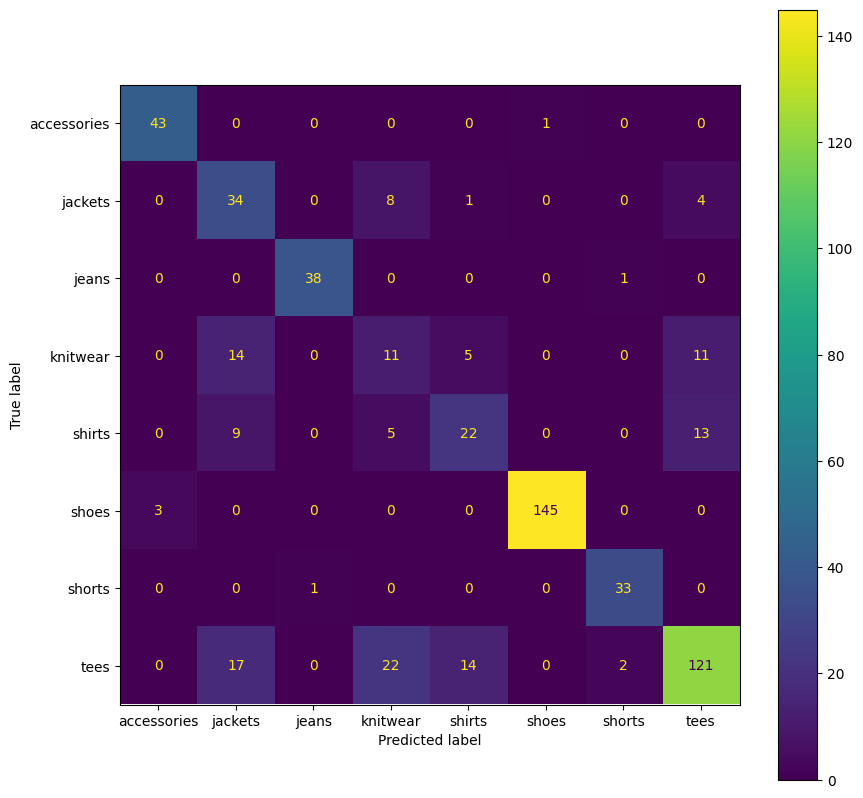 140
120
100
80
60
40
20
0
True label
accessories 43 0 0 0 0 1 0 0
jackets 0 34 0 8 1 0 0 4
jeans 0 0 38 0 0 0 1 0
knitwear 0 14 0 11 5 0 0 11
shirts 0 9 0 5 22 0 0 13
shoes 3 0 0 0 0 145 0 0
shorts 0 0 1 0 0 0 33 0
tees 0 17 0 22 14 0 2 121
accessories jackets jeans knitwear shirts shoes shorts tees
Predicted label